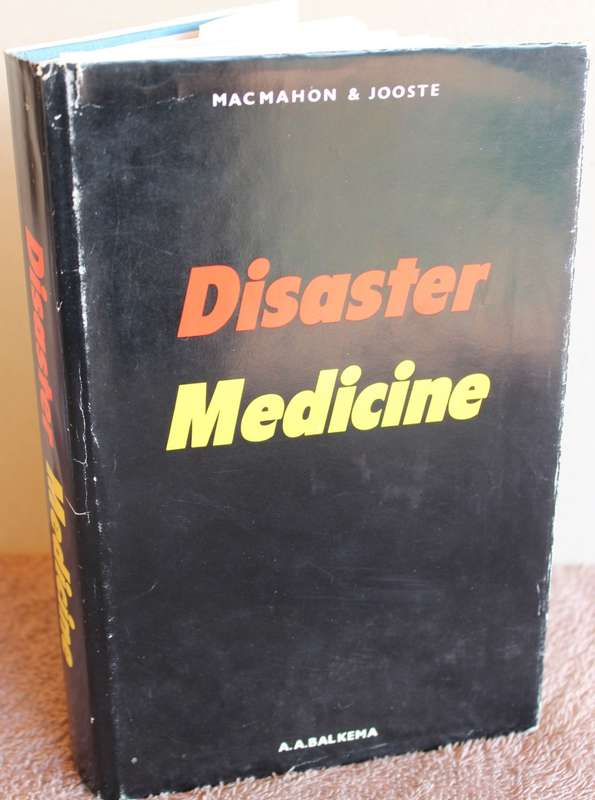 MACMAHON & JOOSTE
Disaster
Medicine
A.A.BALKEMA
Disaster Medicine